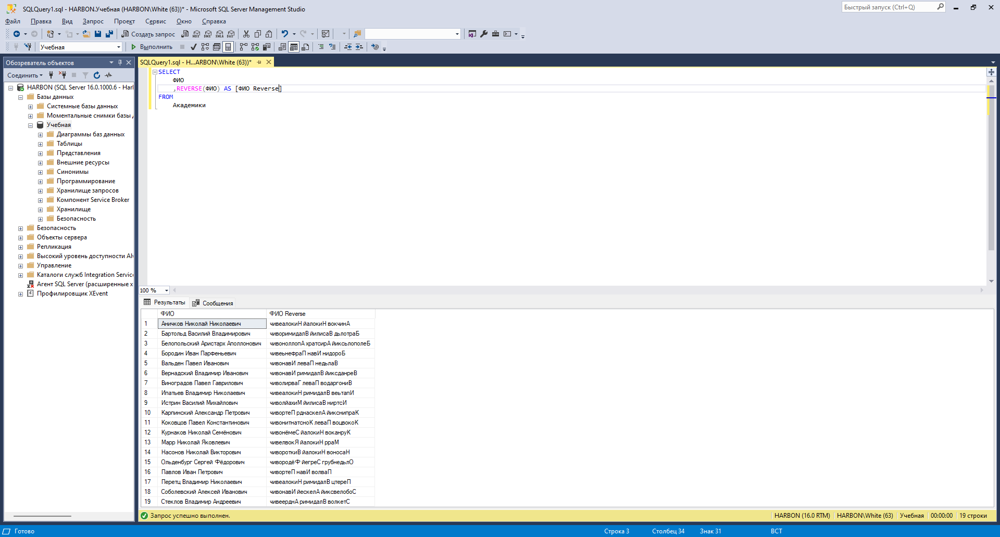 SQLQuery1.sql - HARBON.Учебная (HARBON\White (63))* - Microsoft SQL Server Management Studio
Быстрый запуск (Ctrl+Q)
Файл Правка Вид Запрос Проект Сервис Окно Справка
Создать запрос MDX DMX XMLA DAX
Учебная Выполнить
Обозреватель объектов
SQLQuery1.sql - H...ARBON\White (63))*
Соединить
HARBON (SQL Server 16.0.1000.6 - Harl
Базы данных
Системные базы данных
Моментальные снимки базы д
Учебная
Диаграммы баз данных
Таблицы
Представления
Внешние ресурсы
Синонимы
Программирование
Хранилище запросов
Компонент Service Broker
Хранилище
Безопасность
Безопасность
Объекты сервера
Репликация
Высокий уровень доступности Alw
Управление
Каталоги служб Integration Service
Агент SQL Server (расширенные х
Профилировщик XEvent
SELECT
ФИО
,REVERSE(ФИО) AS [ФИО Reverse]
FROM
Академики
100 %
Результаты Сообщения
ФИО ФИО Reverse
1 Аничков Николай Николаевич чивеалокиН йалокиН вокчинА
2 Бартольд Василий Владимирович чиворимидалВ йилисаВ дьлотраБ
3 Белопольский Аристарх Аполлонович чивоноллопА хратсирА йиксьлополеБ
4 Бородин Иван Парфеньевич чивеьнефраП навИ нидороБ
5 Вальден Павел Иванович чивонавИ леваП недьлаВ
6 Вернадский Владимир Иванович чивонавИ римидалВ йиксданреВ
7 Виноградов Павел Гаврилович чиволирваГ леваП водаргониВ
8 Ипатьев Владимир Николаевич чивеалокиН римидалВ веьтапИ
9 Истрин Василий Михайлович чиволйахиМ йилисаВ ниртсИ
10 Карпинский Александр Петрович чивортеП рднаскелА йикснипраК
11 Коковцов Павел Константинович чивонитнатсноК леваП воцвокоК
12 Курнаков Николай Семёнович чивонёмеС йалокиН воканруК
13 Марр Николай Яковлевич чивелвокЯ йалокиН рраМ
14 Насонов Николай Викторович чивороткиВ йалокиН воносаН
15 Ольденбург Сергей Фёдорович чивородёФ йегреС грубнедьлО
16 Павлов Иван Петрович чивортеП навИ волваП
17 Перетц Владимир Николаевич чивеалокиН римидалВ цтереП
18 Соболевский Алексей Иванович чивонавИ йескелА йиксвелобоС
19 Стеклов Владимир Андреевич чивеерднА римидалВ волкетС
Запрос успешно выполнен. HARBON (16.0 RTM) HARBON\White (63) Учебная 00:00:00 19 строки
Готово Строка 3 Столбец 34 Знак 31 ВСТ